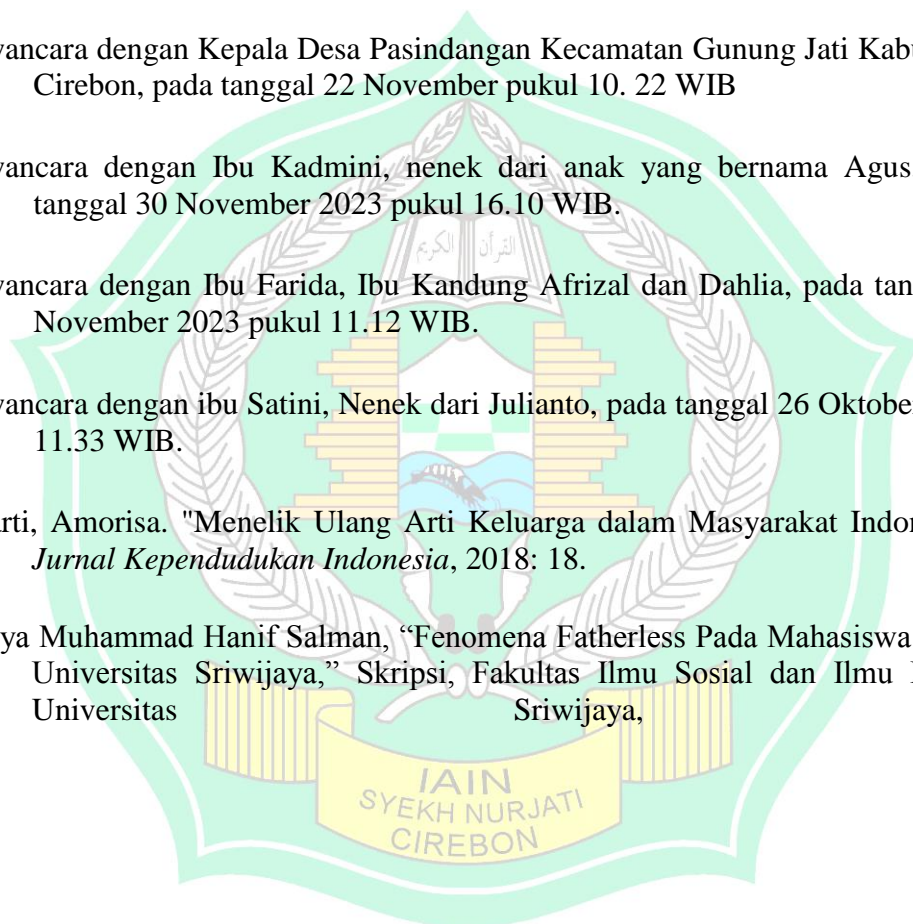 vancara dengan Kepala Desa Pasindangan Kecamatan Gunung Jati Kabu
Cirebon, pada tanggal 22 November pukul 10. 22 WIB
vancara dengan Ibu Kadmini, nenek dari anak yang bernama Agus
tanggal 30 November 2023 pukul 16.10 WIB.
القرآن الكريم
vancara dengan Ibu Farida, Ibu Kandung Afrizal dan Dahlia, pada tan
November 2023 pukul 11.12 WIB.
vancara dengan ibu Satini, Nenek dari Julianto, pada tanggal 26 Oktober
11.33 WIB.
arti, Amorisa. "Menelik Ulang Arti Keluarga dalam Masyarakat Indon
Jurnal Kependudukan Indonesia, 2018: 18.
ya Muhammad Hanif Salman, “Fenomena Fatherless Pada Mahasiswa
Universitas Sriwijaya,” Skripsi, Fakultas Ilmu Sosial dan Ilmu
Universitas Sriwijaya,
IAIN
SYEKH NURJATI
CIREBON